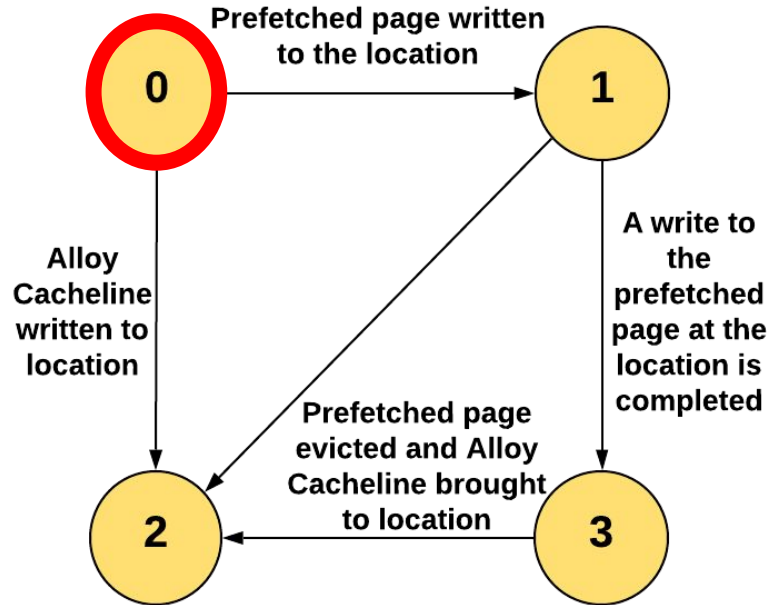 Prefetched page written
to the location
0
1
Alloy
Cacheline
written to
location
A write to
the
prefetched
page at the
location is
completed
Prefetched page
evicted and Alloy
Cacheline brought
to location
2
3